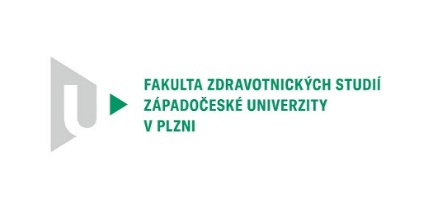 U
FAKULTA ZDRAVOTNICKÝCH STUDIÍ
ZÁPADOČESKÉ UNIVERZITY
V PLZNI